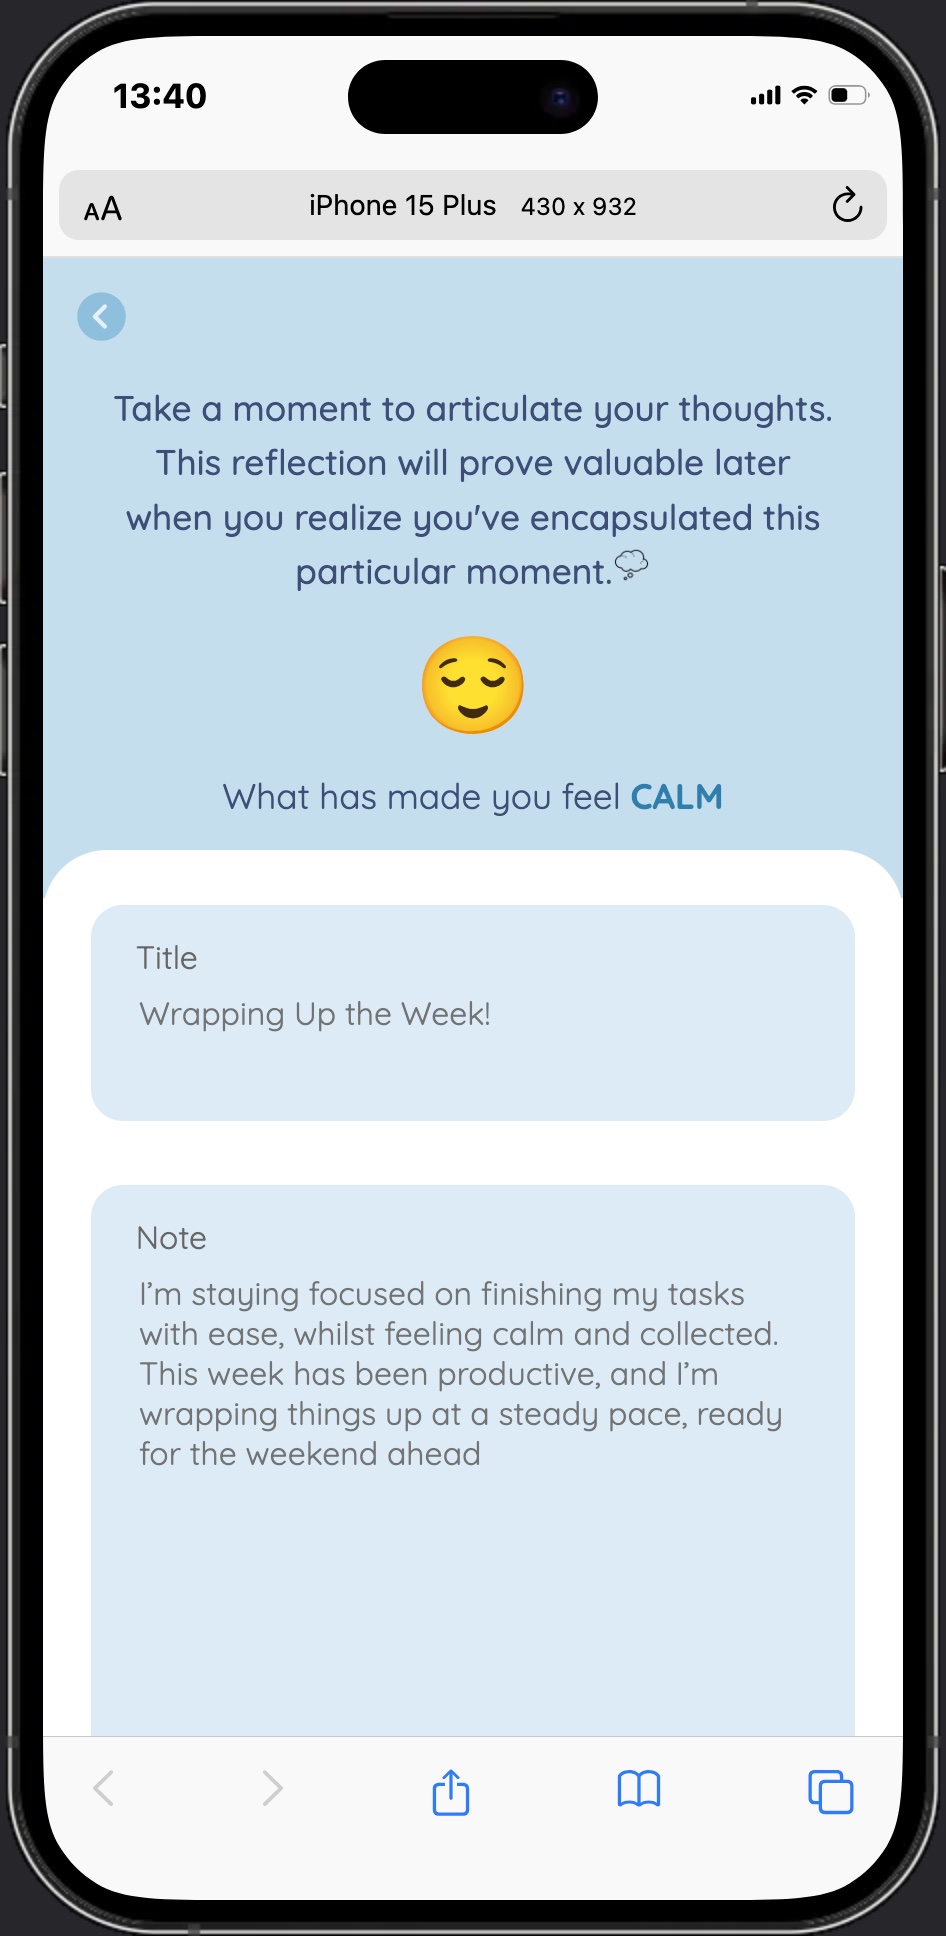 13:40
AA
iPhone 15 Plus 430 x 932
Take a moment to articulate your thoughts.
This reflection will prove valuable later
when you realize you've encapsulated this
particular moment.
What has made you feel CALM
Title
Wrapping Up the Week!
Note
I’m staying focused on finishing my tasks
with ease, whilst feeling calm and collected.
This week has been productive, and I’m
wrapping things up at a steady pace, ready
for the weekend ahead